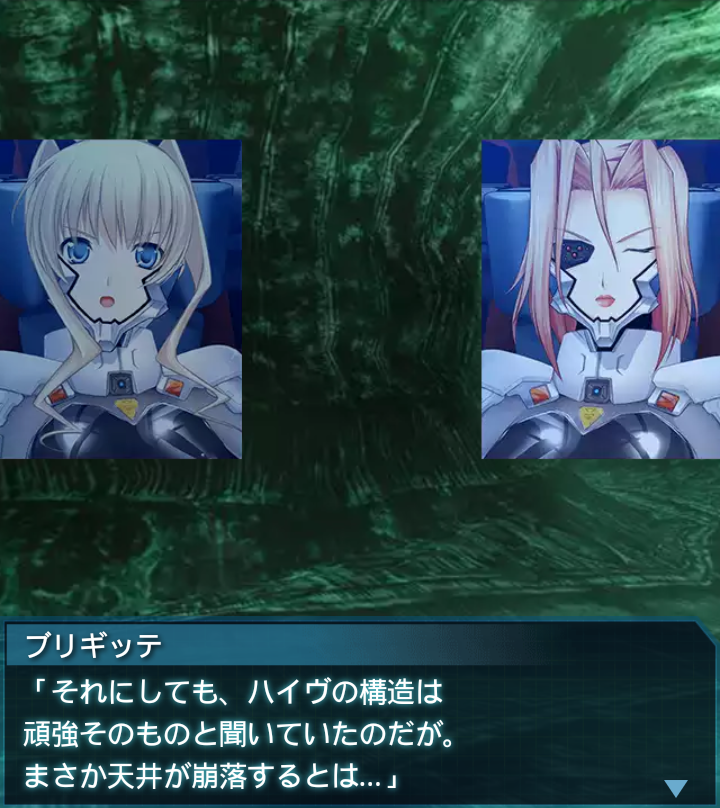 ブリギッテ
「それにしても、ハイヴの構造は
頑強そのものと聞いていたのだが。
まさか天井が崩落するとは…」